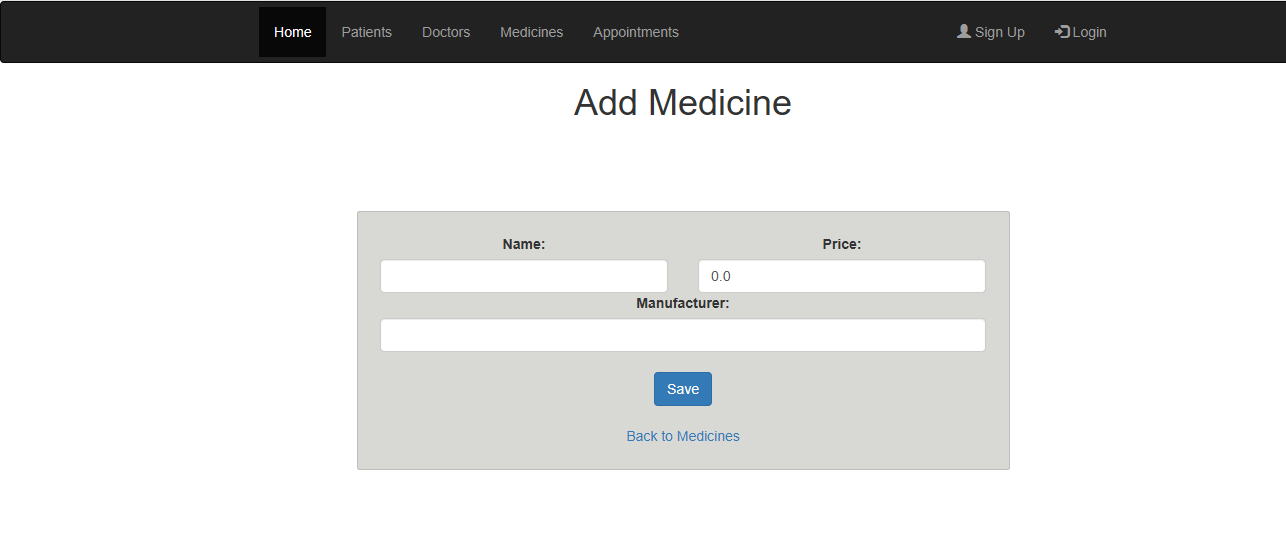 Home Patients Doctors Medicines Appointments Sign Up Login
Add Medicine
Name: Price:
0.0
Manufacturer:
Save
Back to Medicines